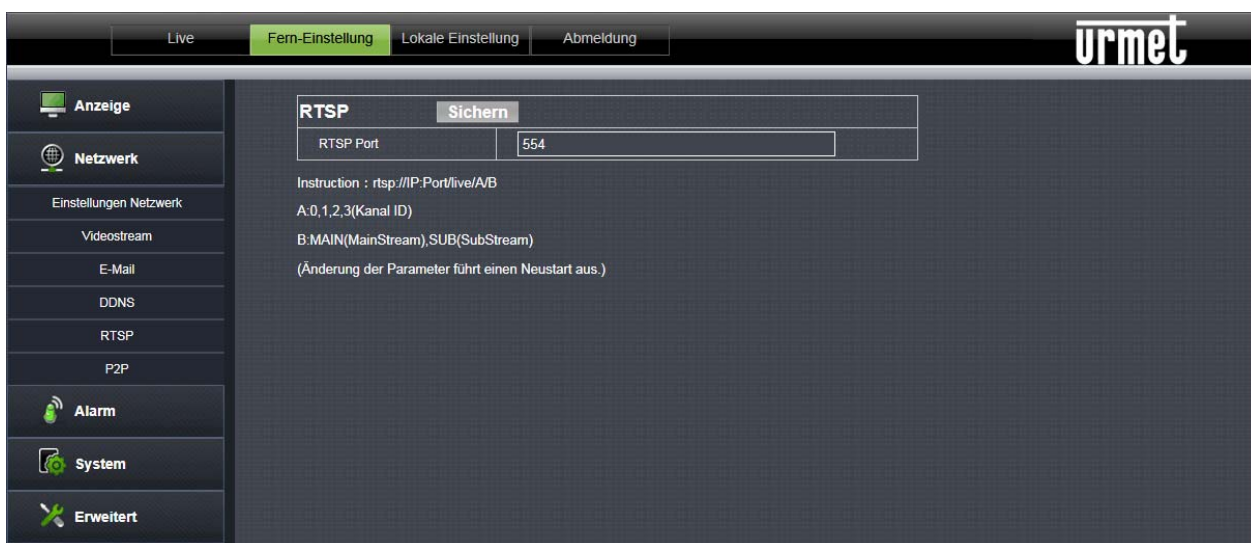 Live Fern-Einstellung Lokale Einstellung Abmeldung
urmet
Anzeige
Netzwerk
Einstellungen Netzwerk
Videostream
E-Mail
DDNS
RTSP
P2P
Alarm
System
Erweitert
RTSP Sichern
RTSP Port 554
Instruction : rtsp://IP:Port/live/A/B
A:0,1,2,3(Kanal ID)
B:MAIN(MainStream),SUB(SubStream)
(Änderung der Parameter führt einen Neustart aus.)